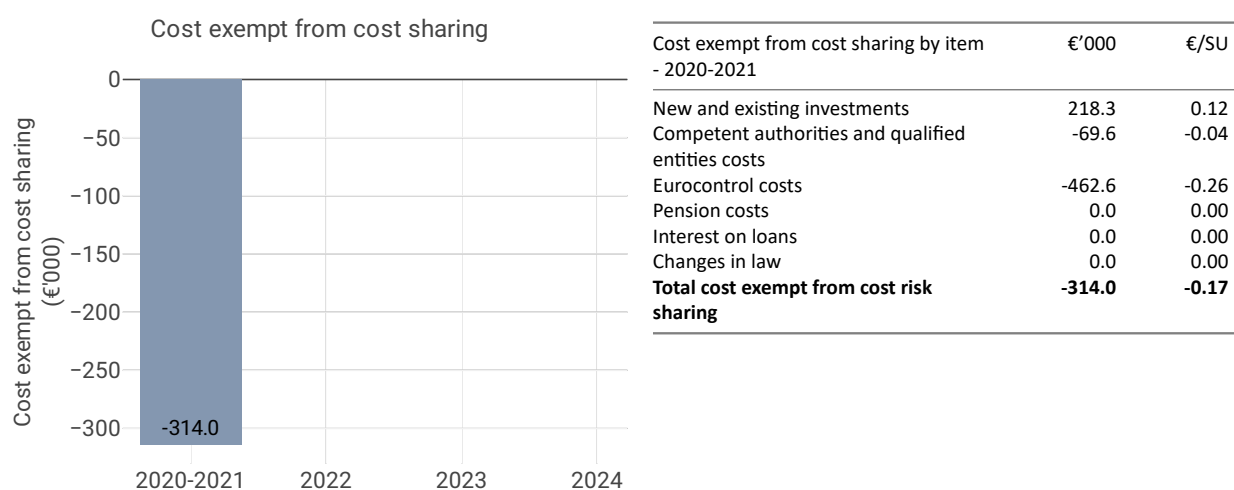 Cost exempt from cost sharing
Cost exempt from cost sharing
(€'000)
0
−50
−100
−150
−200
−250
−300
-314.0
2020-2021 2022 2023 2024
Cost exempt from cost sharing by item €’000 €/SU
- 2020-2021
New and existing investments 218.3 0.12
Competent authorities and qualified -69.6 -0.04
entities costs
Eurocontrol costs -462.6 -0.26
Pension costs 0.0 0.00
Interest on loans 0.0 0.00
Changes in law 0.0 0.00
Total cost exempt from cost risk -314.0 -0.17
sharing